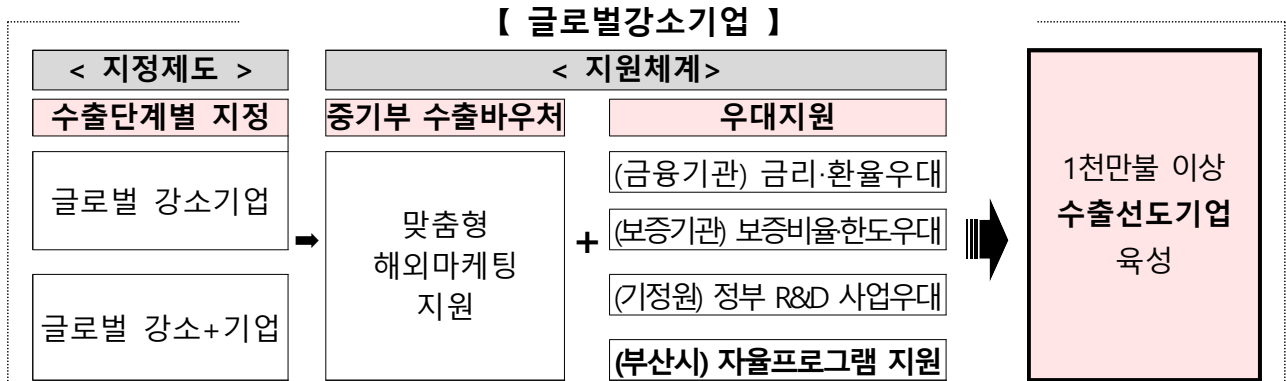 【 글로벌강소기업 】
< 지정제도 >
< 지원체계>
수출단계별 지정
중기부 수출바우처
우대지원
글로벌 강소기업
글로벌 강소+기업
➡
맞춤형
해외마케팅
지원
+
(금융기관) 금리·환율우대
(보증기관) 보증비율·한도우대
(기정원) 정부 R&D 사업우대
(부산시) 자율프로그램 지원
1천만불 이상
수출선도기업
육성